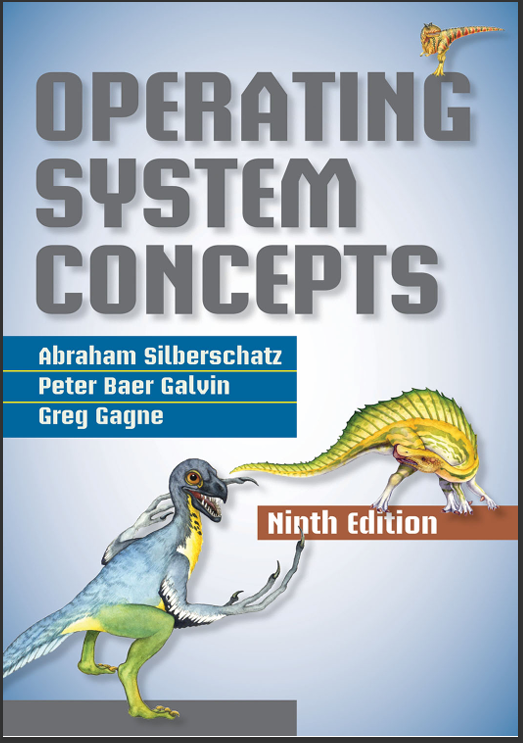 OPERATING
SYSTEM
CONCEPTS
Abraham Silberschatz
Peter Baer Galvin
Greg Gagne
Ninth Edition